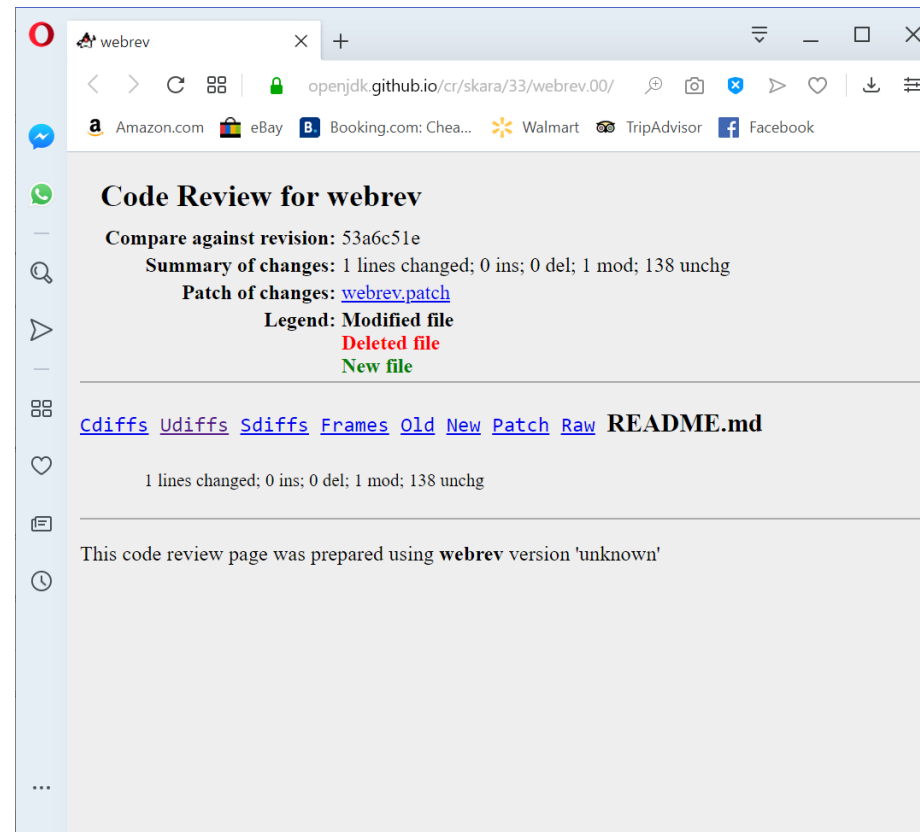 webrev
openjdk.github.io/cr/skara/33/webrev.00/
a Amazon.com eBay B. Booking.com: Chea... Walmart TripAdvisor f Facebook
Code Review for webrev
Compare against revision: 53a6c51e
Summary of changes: 1 lines changed; 0 ins; 0 del; 1 mod; 138 unchg
Patch of changes: webrev.patch
Legend: Modified file
Deleted file
New file
Cdiffs Udiffs Sdiffs Frames Old New Patch Raw README.md
1 lines changed; 0 ins; 0 del; 1 mod; 138 unchg
This code review page was prepared using webrev version 'unknown'